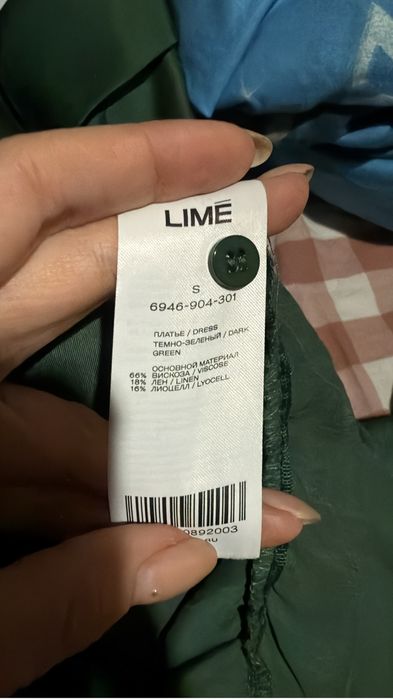 LIMĒ
S
6946-904-301
ПЛАТЬЕ / DRESS
ТЕМНО-ЗЕЛЕНЫЙ / DARK
GREEN
ОСНОВНОЙ МАТЕРИАЛ
66% ВИСКОЗА / VISCOSE
18% ЛЕН / LINEN
16% ЛИОЦЕЛЛ / LYOCELL
0892003